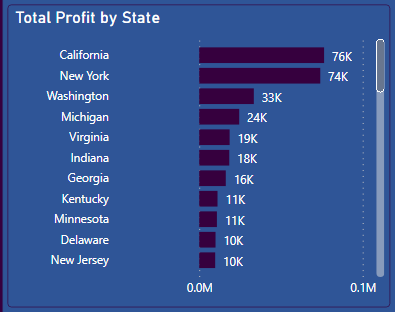 Total Profit by State
California 76K
New York 74K
Washington 33K
Michigan 24K
Virginia 19K
Indiana 18K
Georgia 16K
Kentucky 11K
Minnesota 11K
Delaware 10K
New Jersey 10K
0.0M 0.1M